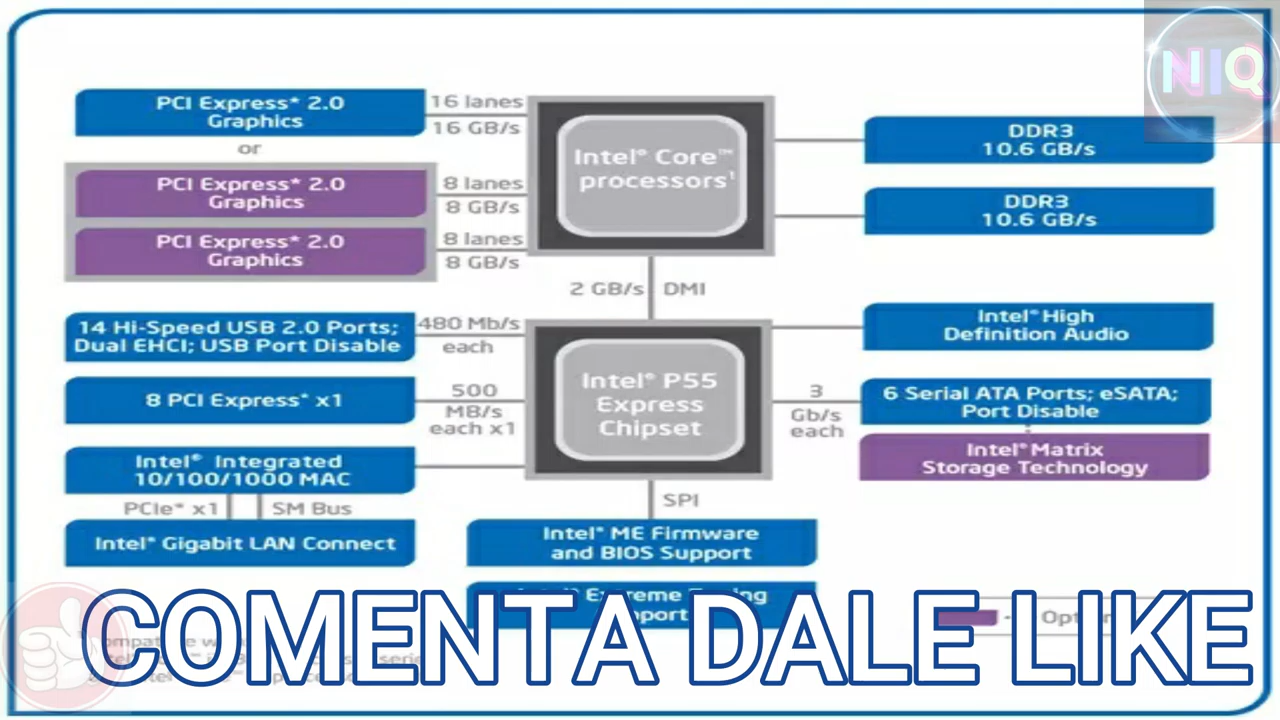 NIQ
PCI Express* 2.0
Graphics
16 lanes
16 GB/s
or
PCI Express* 2.0
Graphics
8 lanes
8 GB/s
PCI Express* 2.0
Graphics
8 lanes
8 GB/s
Intel® Core™
processors¹
DDR3
10.6 GB/s
DDR3
10.6 GB/s
2 GB/s
DMI
14 Hi-Speed USB 2.0 Ports;
Dual EHCI; USB Port Disable
480 Mb/s
each
8 PCI Express* x1
500
MB/s
each x1
Intel® Integrated
10/100/1000 MAC
PCIe* x1
SM Bus
Intel® Gigabit LAN Connect
Intel® P55
Express
Chipset
Intel® High
Definition Audio
3
Gb/s
each
6 Serial ATA Ports; eSATA;
Port Disable
Intel® Matrix
Storage Technology
SPI
Intel® ME Firmware
and BIOS Support
Extreme
COMENTA DALE LIKE